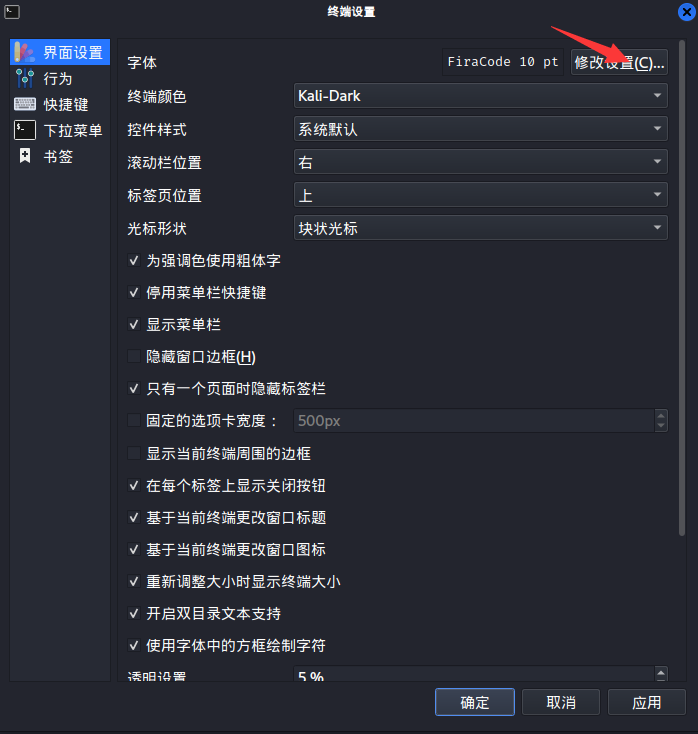 终端设置
界面设置
行为
快捷键
下拉菜单
书签
字体 FiraCode 10 pt 修改设置(C)...
终端颜色 Kali-Dark
控件样式 系统默认
滚动栏位置 右
标签页位置 上
光标形状 块状光标
为强调色使用粗体字
停用菜单栏快捷键
显示菜单栏
隐藏窗口边框(H)
只有一个页面时隐藏标签栏
固定的选项卡宽度： 500px
显示当前终端周围的边框
在每个标签上显示关闭按钮
基于当前终端更改窗口标题
基于当前终端更改窗口图标
重新调整大小时显示终端大小
开启双目录文本支持
使用字体中的方框绘制字符
透明设置 5 %
确定 取消 应用